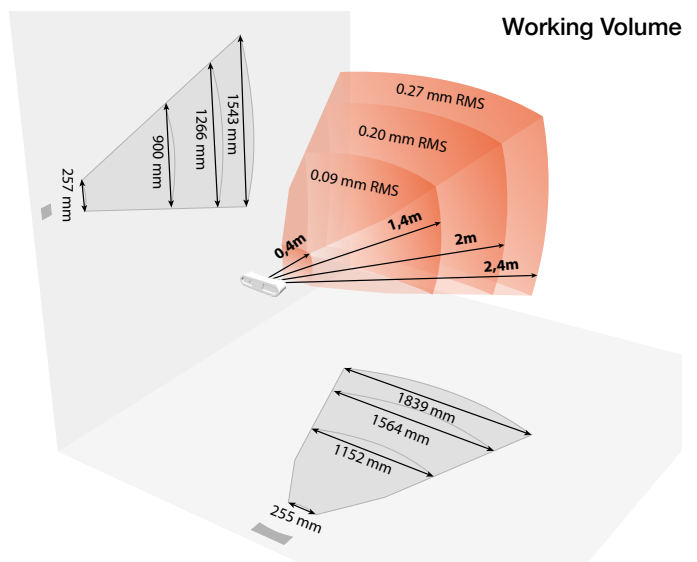 Working Volume
0.27 mm RMS
0.20 mm RMS
0.09 mm RMS
1543 mm
1266 mm
900 mm
257 mm
0,4m
1,4m
2m
2,4m
1839 mm
1564 mm
1152 mm
255 mm